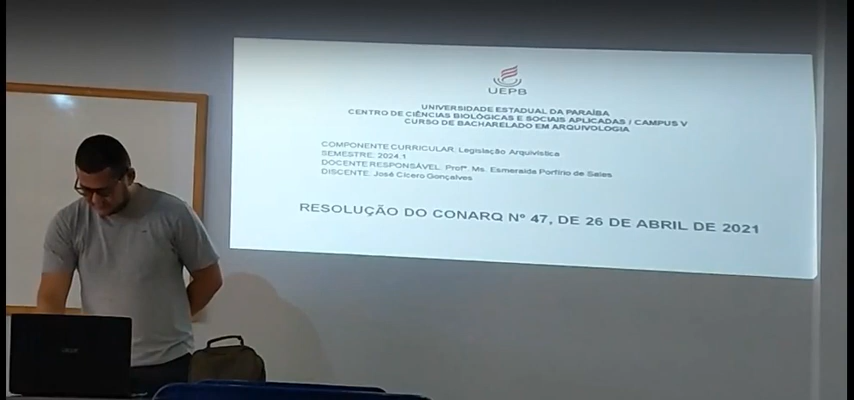 UEPB
UNIVERSIDADE ESTADUAL DA PARAÍBA
CENTRO DE CIÊNCIAS BIOLÓGICAS E SOCIAIS APLICADAS / CAMPUS V
CURSO DE BACHARELADO EM ARQUIVOLOGIA
COMPONENTE CURRICULAR: Legislação Arquivística
SEMESTRE: 2024.1
DOCENTE RESPONSÁVEL: Profª. Ms. Esmeralda Porfírio de Sales
DISCENTE: José Cícero Gonçalves
RESOLUÇÃO DO CONARQ Nº 47, DE 26 DE ABRIL DE 2021
acer